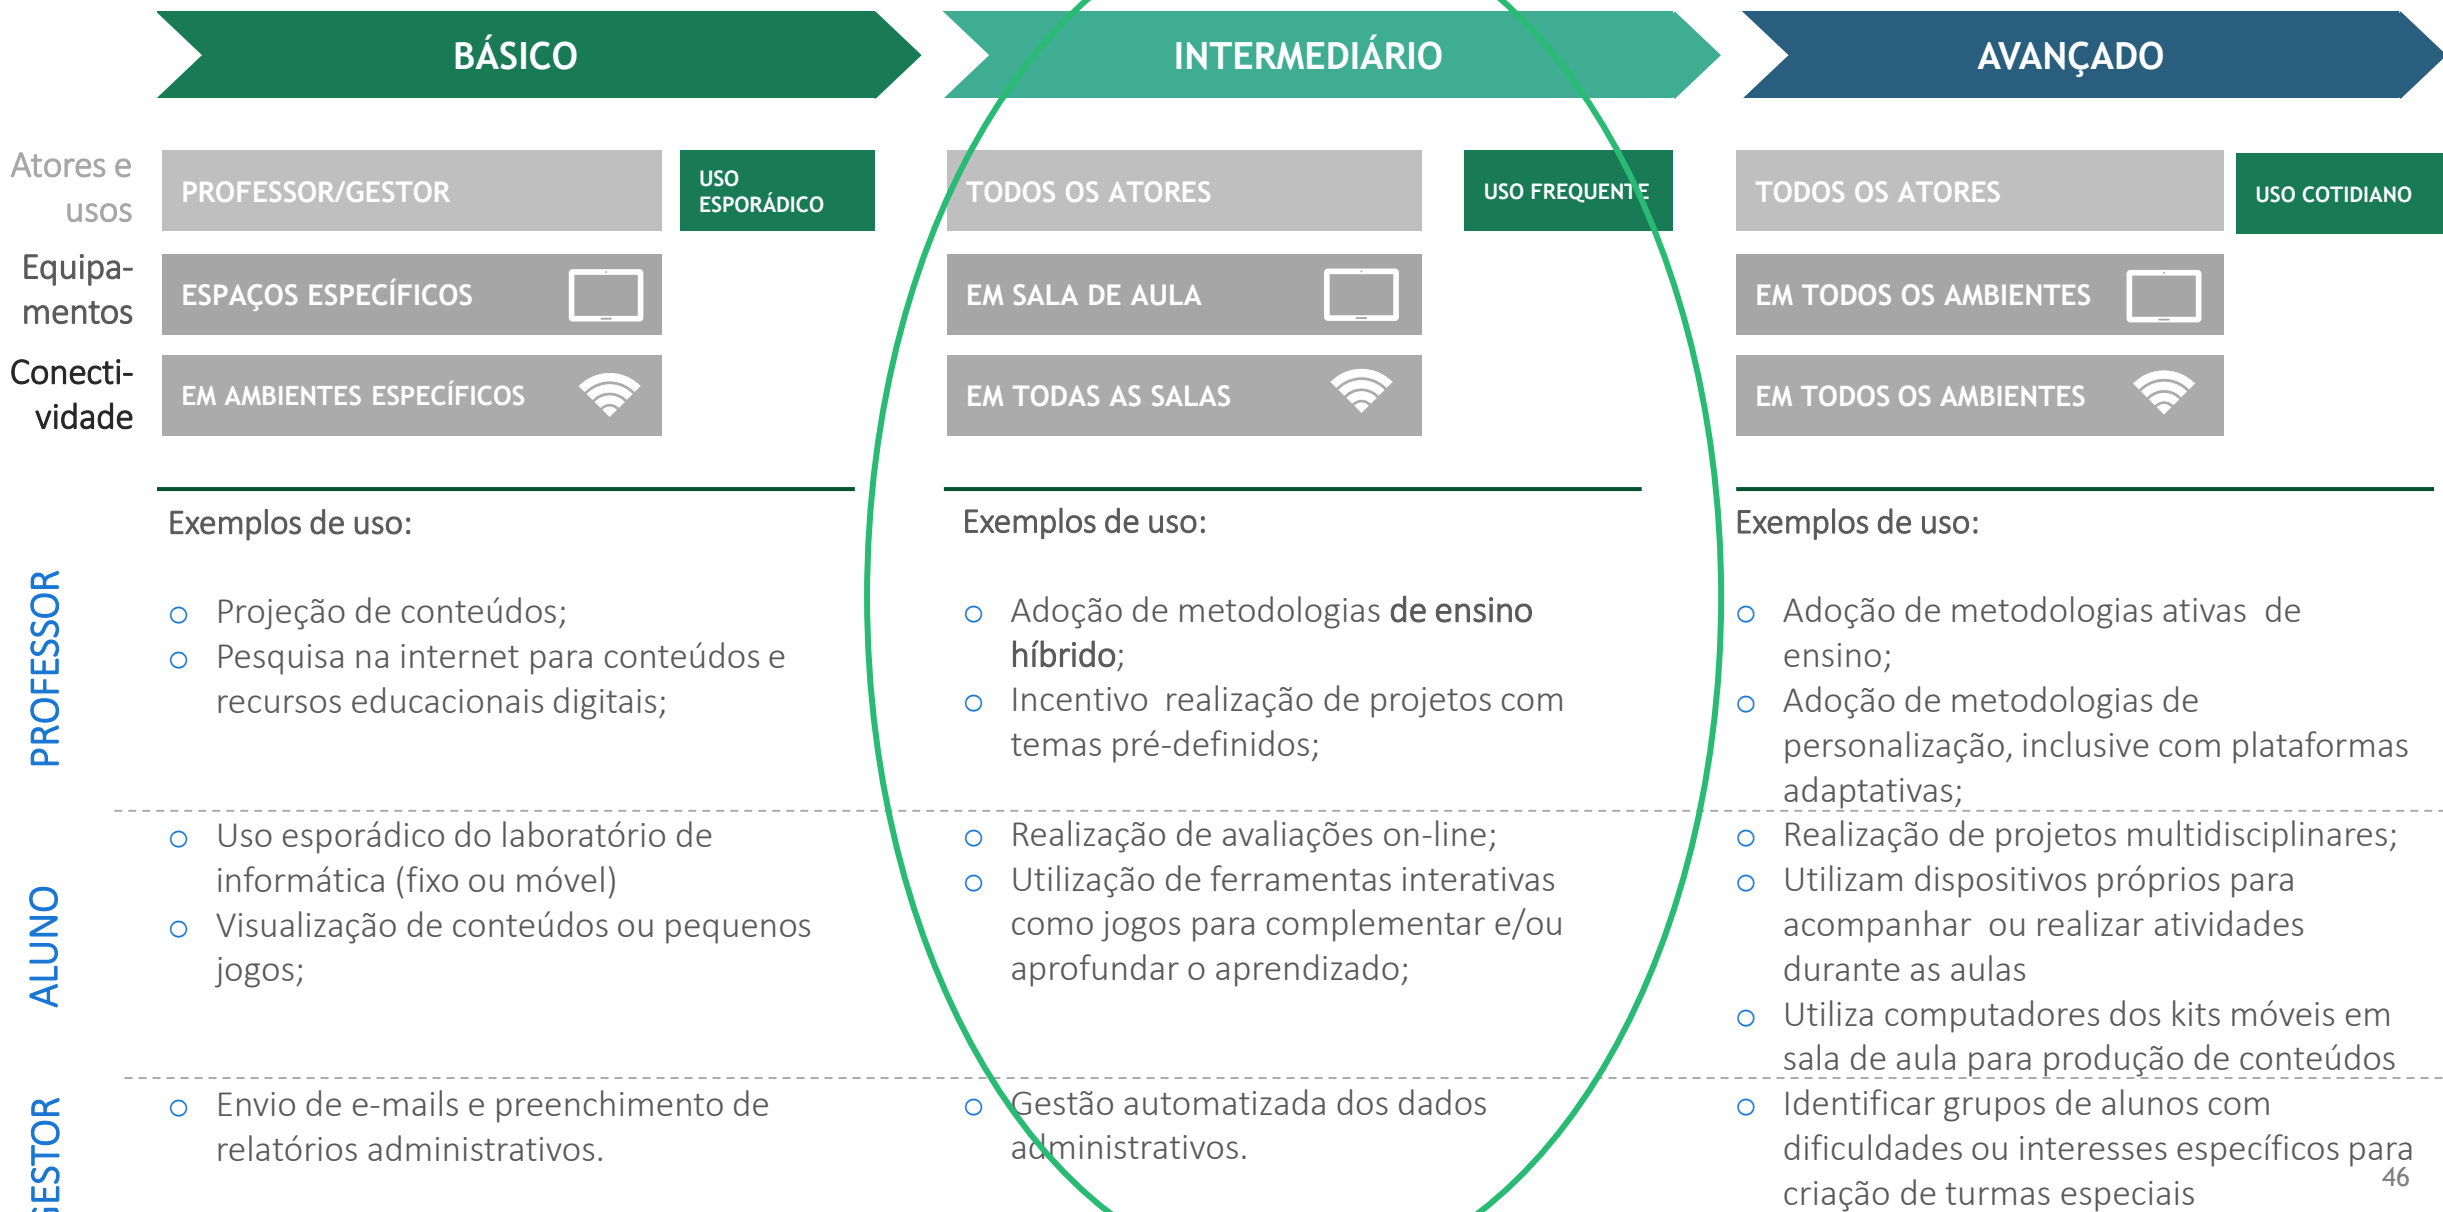 BÁSICO
INTERMEDIÁRIO
AVANÇADO
Atores e
usos
PROFESSOR/GESTOR
USO
ESPORÁDICO
TODOS OS ATORES
USO FREQUENTE
TODOS OS ATORES
USO COTIDIANO
Equipa-
mentos
ESPAÇOS ESPECÍFICOS
EM SALA DE AULA
EM TODOS OS AMBIENTES
Conecti-
vidade
EM AMBIENTES ESPECÍFICOS
EM TODAS AS SALAS
EM TODOS OS AMBIENTES
Exemplos de uso:
Exemplos de uso:
Exemplos de uso:
PROFESSOR
o Projeção de conteúdos;
o Pesquisa na internet para conteúdos e
recursos educacionais digitais;
o Adoção de metodologias de ensino
híbrido;
o Incentivo  realização de projetos com
temas pré-definidos;
o Adoção de metodologias ativas  de
ensino;
o Adoção de metodologias de
personalização, inclusive com plataformas
adaptativas;
ALUNO
o Uso esporádico do laboratório de
informática (fixo ou móvel)
o Visualização de conteúdos ou pequenos
jogos;
o Realização de avaliações on-line;
o Utilização de ferramentas interativas
como jogos para complementar e/ou
aprofundar o aprendizado;
o Realização de projetos multidisciplinares;
o Utilizam dispositivos próprios para
acompanhar  ou realizar atividades
durante as aulas
o Utiliza computadores dos kits móveis em
sala de aula para produção de conteúdos
GESTOR
o Envio de e-mails e preenchimento de
relatórios administrativos.
o Gestão automatizada dos dados
administrativos.
o Identificar grupos de alunos com
dificuldades ou interesses específicos para
criação de turmas especiais
46